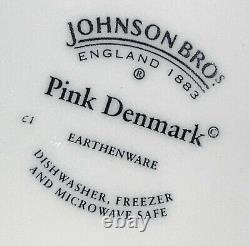 JOHNSON BROS.
ENGLAND 1883
®
Pink Denmark©
C1
EARTHENWARE
DISHWASHER, FREEZER
AND MICROWAVE SAFE